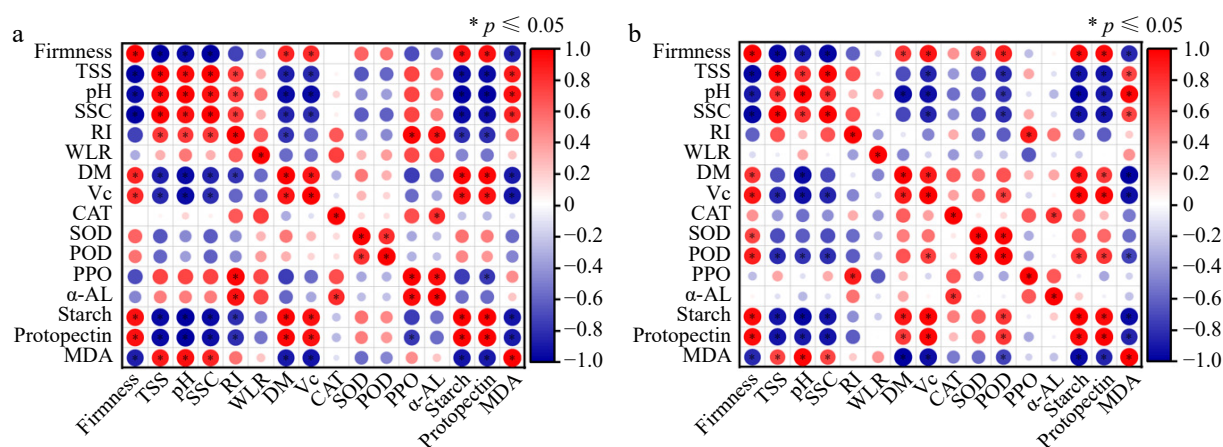 a
* p ≤ 0.05
Firmness
TSS
pH
SSC
RI
WLR
DM
Vc
CAT
SOD
POD
PPO
α-AL
Starch
Protopectin
MDA
Firmness
TSS
pH
SSC
RI
WLR
DM
Vc
CAT
SOD
POD
PPO
α-AL
Starch
Protopectin
MDA
1.0
0.8
0.6
0.4
0.2
0
−0.2
−0.4
−0.6
−0.8
−1.0
b
* p ≤ 0.05
Firmness
TSS
pH
SSC
RI
WLR
DM
Vc
CAT
SOD
POD
PPO
α-AL
Starch
Protopectin
MDA
Firmness
TSS
pH
SSC
RI
WLR
DM
Vc
CAT
SOD
POD
PPO
α-AL
Starch
Protopectin
MDA
1.0
0.8
0.6
0.4
0.2
0
−0.2
−0.4
−0.6
−0.8
−1.0